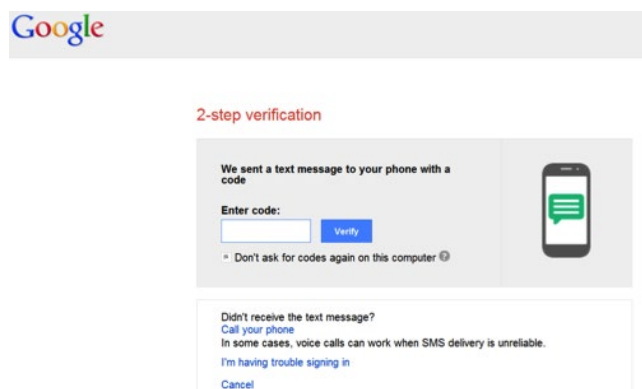 Google
2-step verification
We sent a text message to your phone with a
code
Enter code:
Verify
Don't ask for codes again on this computer ?
Didn't receive the text message?
Call your phone
In some cases, voice calls can work when SMS delivery is unreliable.
I'm having trouble signing in
Cancel